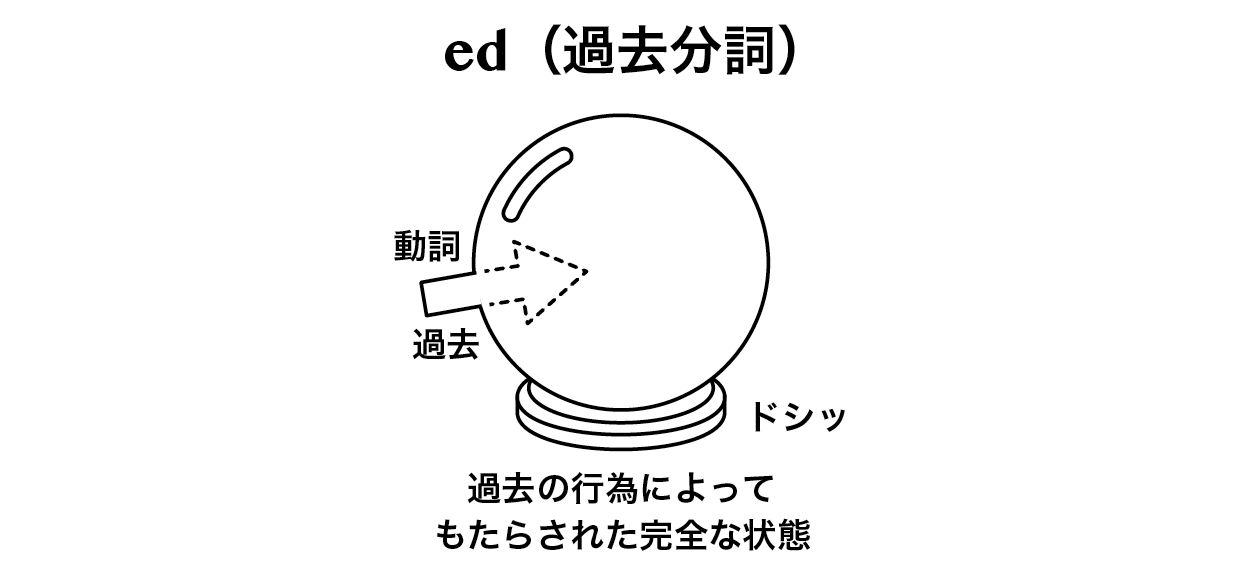 ed（過去分詞）
動詞
過去
ドシッ
過去の行為によって
もたらされた完全な状態